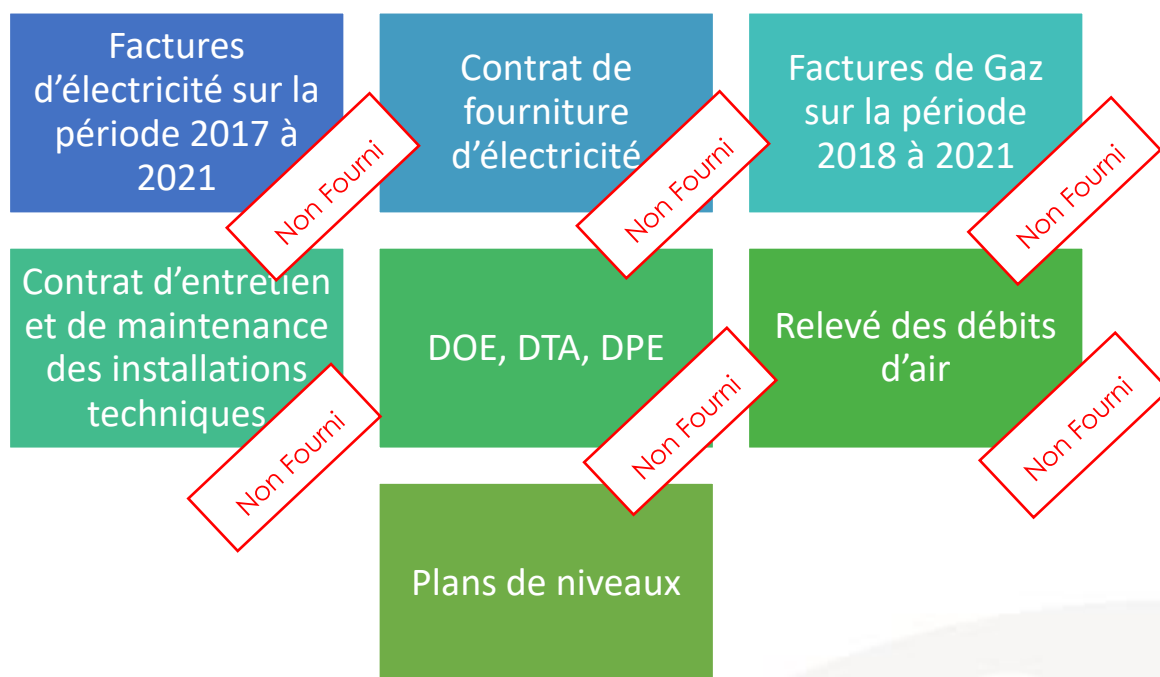 Factures
d’électricité sur la
période 2017 à
2021
Non Fourni
Contrat de
fourniture
d’électricité
Non Fourni
Factures de Gaz
sur la période
2018 à 2021
Non Fourni
Contrat d’entretien
et de maintenance
des installations
techniques
Non Fourni
DOE, DTA, DPE
Non Fourni
Relevé des débits
d’air
Non Fourni
Plans de niveaux